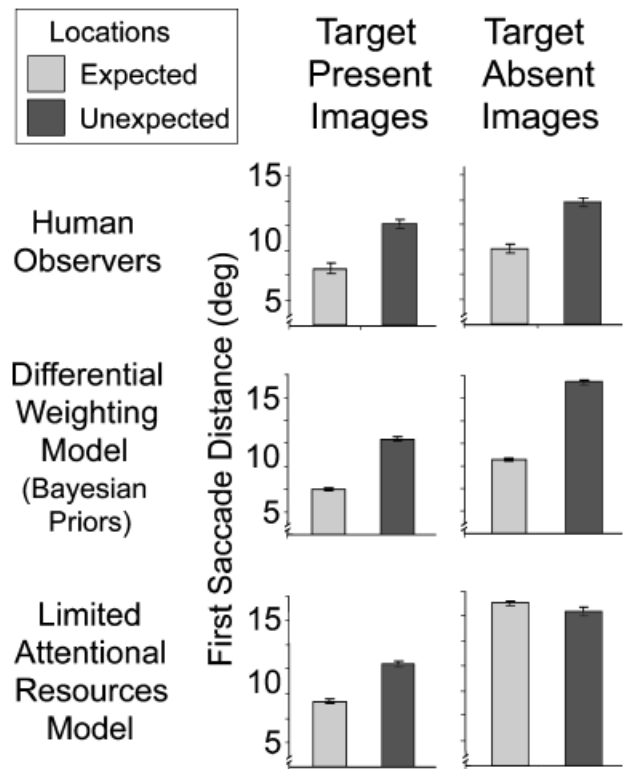 Locations
Expected
Unexpected
Target
Present
Images
Target
Absent
Images
Human
Observers
Differential
Weighting
Model
(Bayesian
Priors)
Limited
Attentional
Resources
Model
First Saccade Distance (deg)
15
10
5
15
10
5
15
10
5